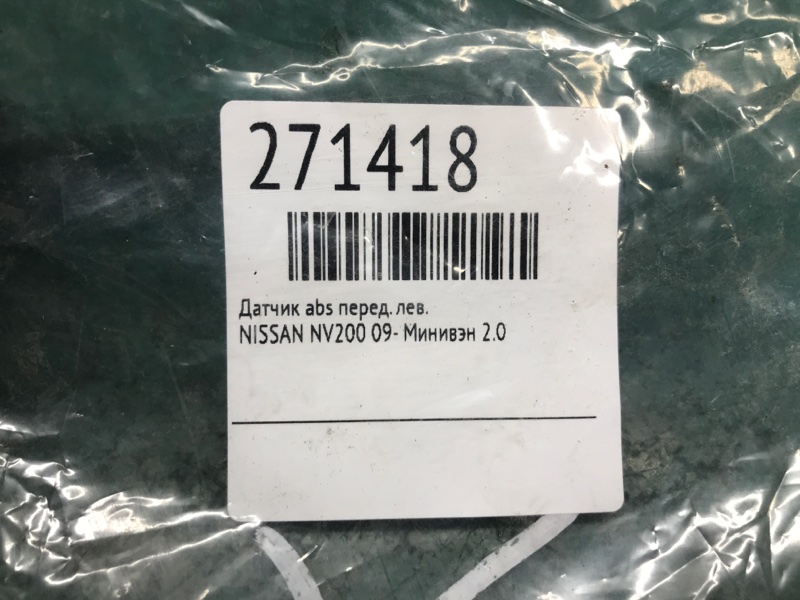 271418
Датчик abs перед. лев.
NISSAN NV200 09- Минивэн 2.0